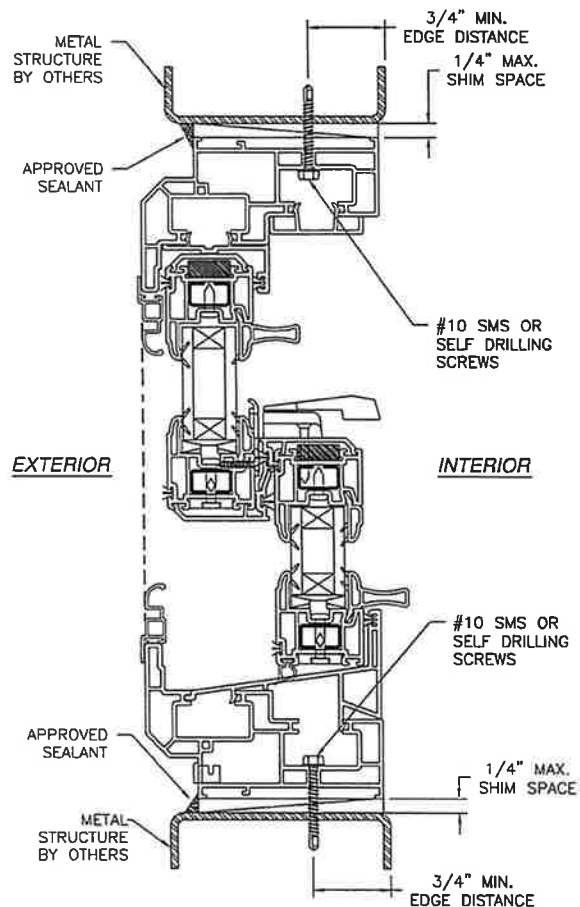 3/4" MIN.
EDGE DISTANCE
METAL
STRUCTURE
BY OTHERS
1/4" MAX.
SHIM SPACE
APPROVED
SEALANT
#10 SMS OR
SELF DRILLING
SCREWS
EXTERIOR
INTERIOR
#10 SMS OR
SELF DRILLING
SCREWS
APPROVED
SEALANT
1/4" MAX.
SHIM SPACE
METAL
STRUCTURE
BY OTHERS
3/4" MIN.
EDGE DISTANCE